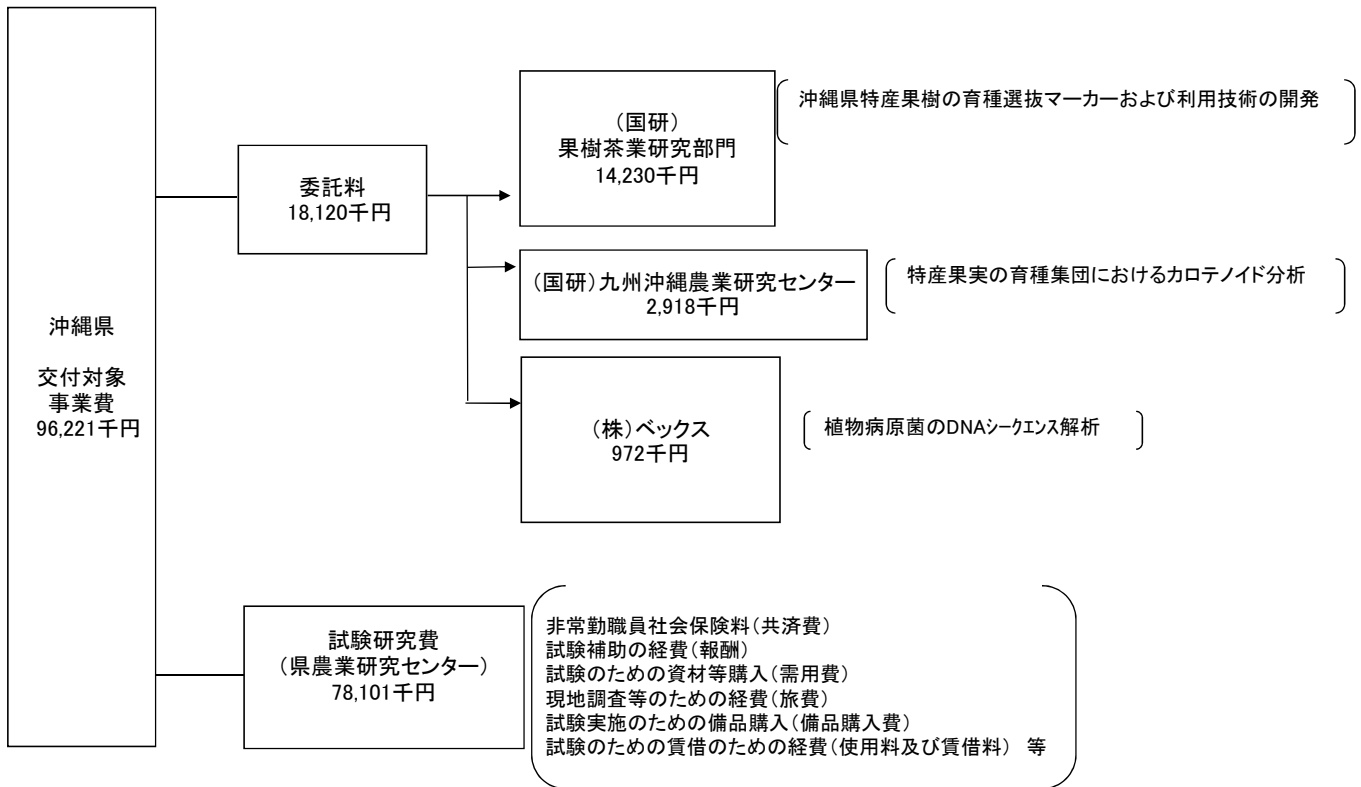 沖縄県
交付対象
事業費
96,221千円
委託料
18,120千円
（国研）
果樹茶業研究部門
14,230千円
沖縄県特産果樹の育種選抜マーカーおよび利用技術の開発
（国研）九州沖縄農業研究センター
2,918千円
特産果実の育種集団におけるカロテノイド分析
（株）ベックス
972千円
植物病原菌のDNAシークエンス解析
試験研究費
（県農業研究センター）
78,101千円
非常勤職員社会保険料（共済費）
試験補助の経費（報酬）
試験のための資材等購入（需用費）
現地調査等のための経費（旅費）
試験実施のための備品購入（備品購入費）
試験のための賃借のための経費（使用料及び賃借料） 等